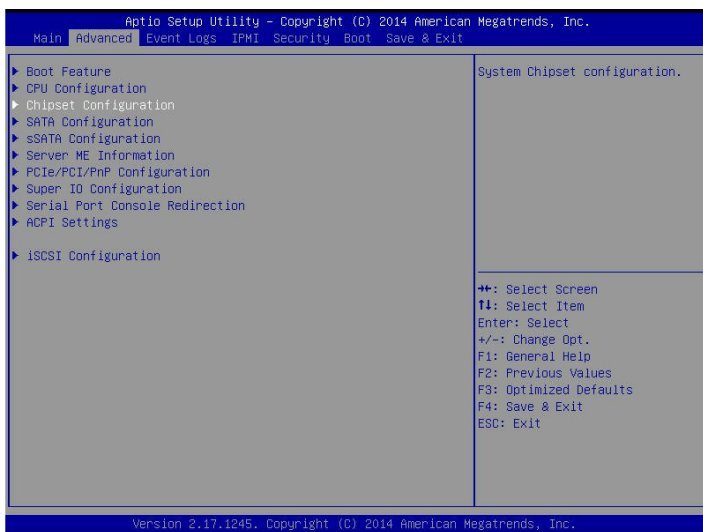 Aptio Setup Utility – Copyright (C) 2014 American Megatrends, Inc.
Main Advanced Event Logs IPMI Security Boot Save & Exit
▶ Boot Feature
▶ CPU Configuration
▶ Chipset Configuration
▶ SATA Configuration
▶ sSATA Configuration
▶ Server ME Information
▶ PCIe/PCI/PnP Configuration
▶ Super IO Configuration
▶ Serial Port Console Redirection
▶ ACPI Settings
▶ iSCSI Configuration
System Chipset configuration.
→←: Select Screen
↑↓: Select Item
Enter: Select
+/-: Change Opt.
F1: General Help
F2: Previous Values
F3: Optimized Defaults
F4: Save & Exit
ESC: Exit
Version 2.17.1245. Copyright (C) 2014 American Megatrends, Inc.